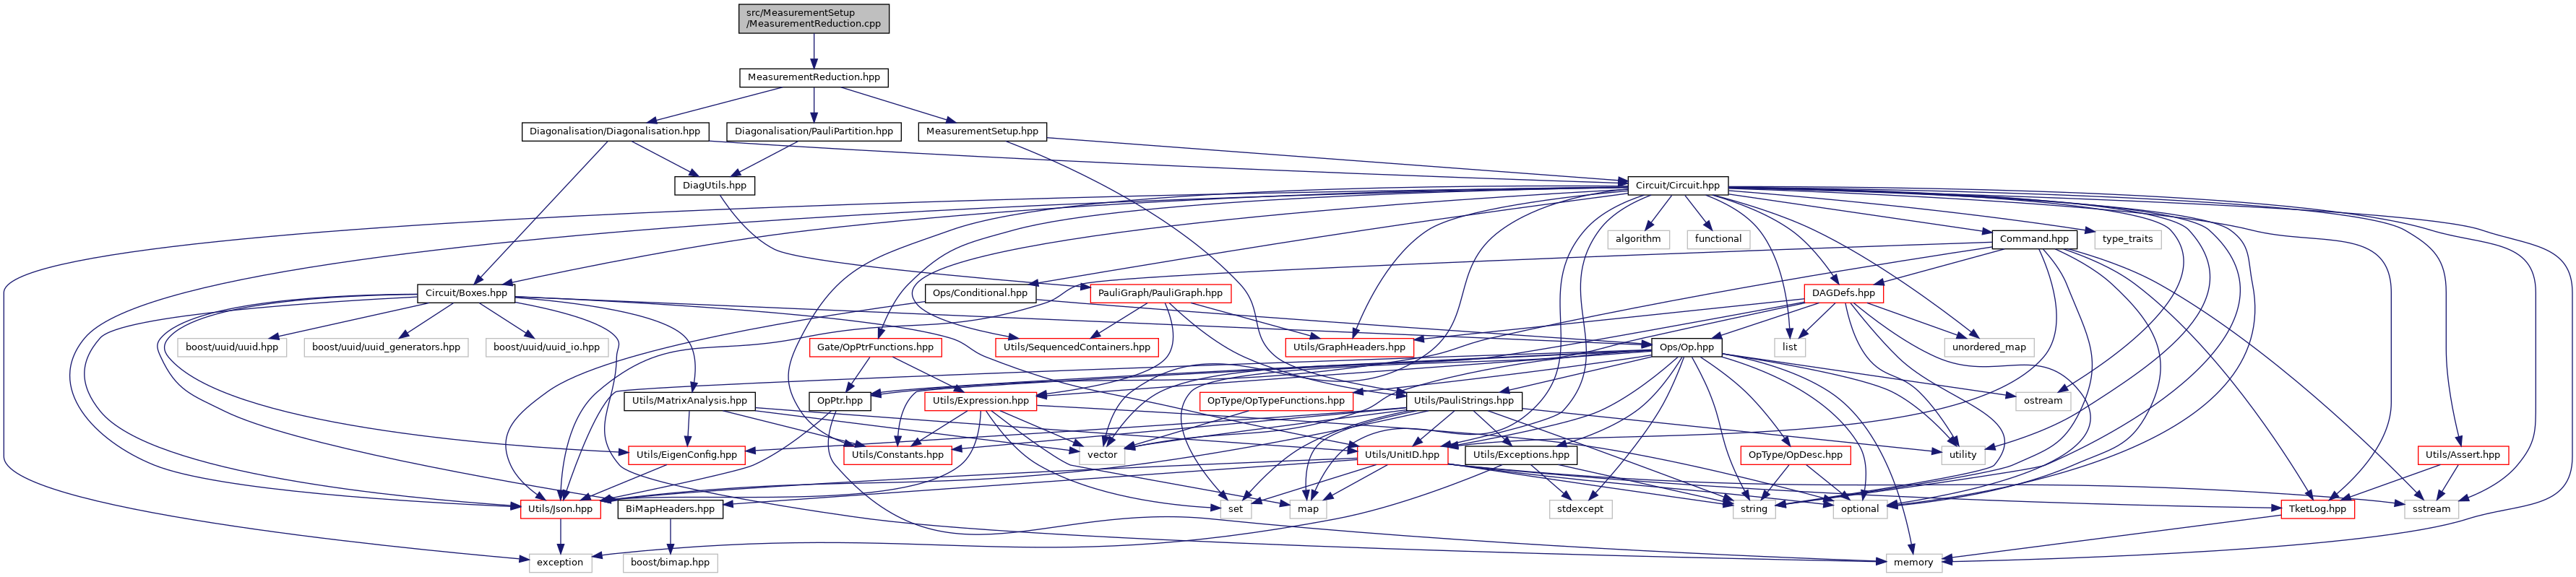 src/MeasurementSetup
/MeasurementReduction.cpp
MeasurementReduction.hpp
Diagonalisation/Diagonalisation.hpp
Diagonalisation/PauliPartition.hpp
MeasurementSetup.hpp
DiagUtils.hpp
Circuit/Circuit.hpp
algorithm
functional
Command.hpp
type_traits
Circuit/Boxes.hpp
Ops/Conditional.hpp
PauliGraph/PauliGraph.hpp
DAGDefs.hpp
boost/uuid/uuid.hpp
boost/uuid/uuid_generators.hpp
boost/uuid/uuid_io.hpp
Gate/OpPtrFunctions.hpp
Utils/SequencedContainers.hpp
Utils/GraphHeaders.hpp
Ops/Op.hpp
list
unordered_map
Utils/MatrixAnalysis.hpp
OpPtr.hpp
Utils/Expression.hpp
OpType/OpTypeFunctions.hpp
Utils/PauliStrings.hpp
ostream
Utils/EigenConfig.hpp
Utils/Constants.hpp
vector
Utils/UnitID.hpp
Utils/Exceptions.hpp
OpType/OpDesc.hpp
utility
Utils/Assert.hpp
Utils/Json.hpp
BiMapHeaders.hpp
set
map
stdexcept
string
optional
TketLog.hpp
sstream
exception
boost/bimap.hpp
memory